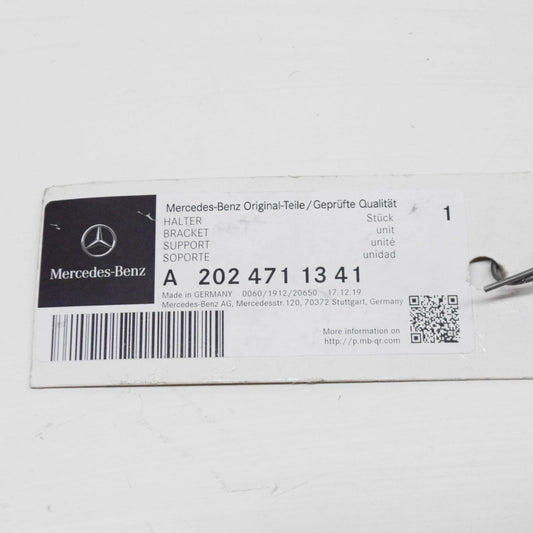 Mercedes-Benz
Mercedes-Benz Original-Teile/Geprüfte Qualität
HALTER Stück 1
BRACKET unit
SUPPORT unité
SOPORTE unidad
A 202 471 13 41
Made in GERMANY 0060/1912/20650 17.12.19
Mercedes-Benz AG, Mercedesstr.120, 70372 Stuttgart, Germany
More information on
http://p.mb-qr.com